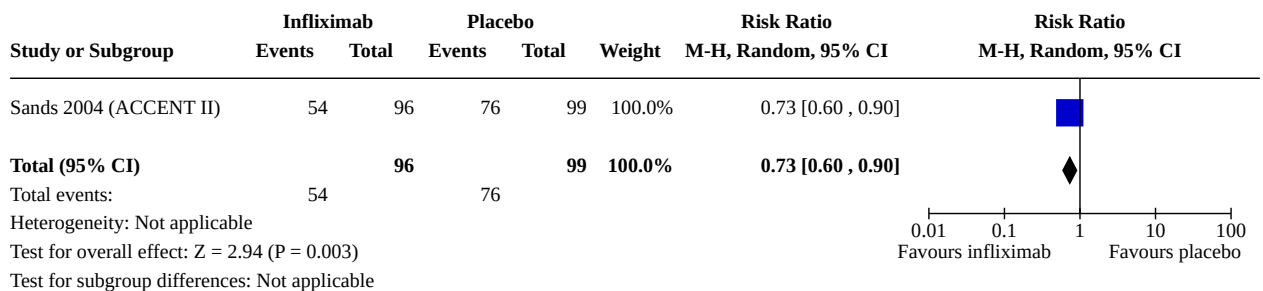 Infliximab Placebo Risk Ratio Risk Ratio
Study or Subgroup Events Total Events Total Weight M-H, Random, 95% CI M-H, Random, 95% CI
Sands 2004 (ACCENT II) 54 96 76 99 100.0% 0.73 [0.60 , 0.90]
Total (95% CI) 96 99 100.0% 0.73 [0.60 , 0.90]
Total events: 54 76
Heterogeneity: Not applicable
0.01 0.1 1 10 100
Test for overall effect: Z = 2.94 (P = 0.003) Favours infliximab Favours placebo
Test for subgroup differences: Not applicable